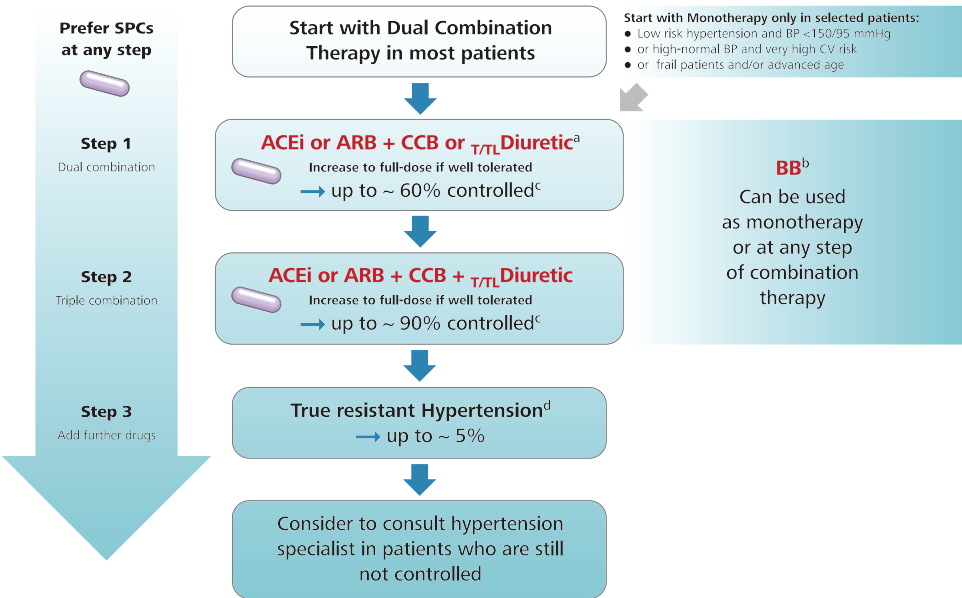 Prefer SPCs
at any step
Start with Dual Combination
Therapy in most patients
Start with Monotherapy only in selected patients:
● Low risk hypertension and BP <150/95 mmHg
● or high-normal BP and very high CV risk
● or frail patients and/or advanced age
Step 1
Dual combination
ACEi or ARB + CCB or T/TLDiuretica
Increase to full-dose if well tolerated
→ up to ~ 60% controlledc
BBb
Can be used
as monotherapy
or at any step
of combination
therapy
Step 2
Triple combination
ACEi or ARB + CCB + T/TLDiuretic
Increase to full-dose if well tolerated
→ up to ~ 90% controlledc
Step 3
Add further drugs
True resistant Hypertensiond
→ up to ~ 5%
Consider to consult hypertension
specialist in patients who are still
not controlled